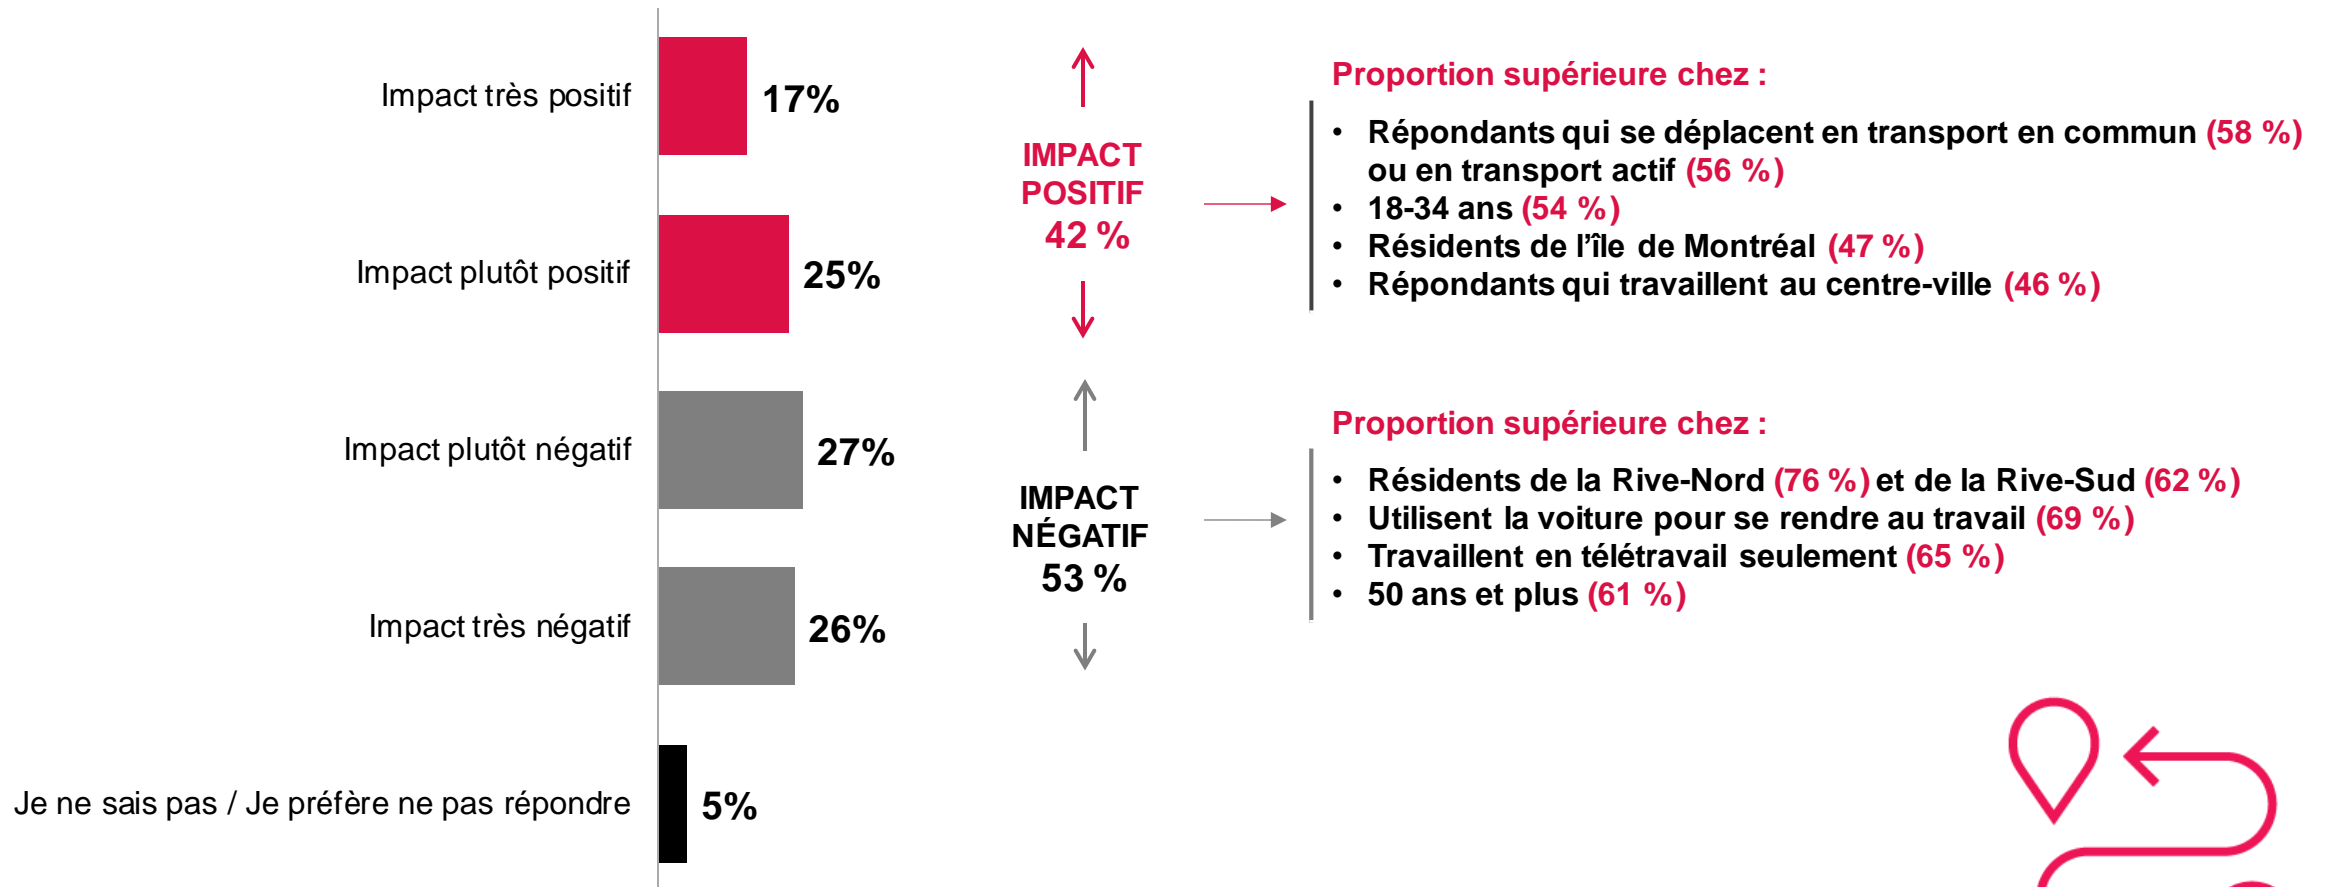 Impact très positif
17%
Impact plutôt positif
25%
Impact plutôt négatif
27%
Impact très négatif
26%
Je ne sais pas / Je préfère ne pas répondre
5%
IMPACT
POSITIF
42 %
Proportion supérieure chez :
• Répondants qui se déplacent en transport en commun (58 %)
ou en transport actif (56 %)
• 18-34 ans (54 %)
• Résidents de l’île de Montréal (47 %)
• Répondants qui travaillent au centre-ville (46 %)
IMPACT
NÉGATIF
53 %
Proportion supérieure chez :
• Résidents de la Rive-Nord (76 %) et de la Rive-Sud (62 %)
• Utilisent la voiture pour se rendre au travail (69 %)
• Travaillent en télétravail seulement (65 %)
• 50 ans et plus (61 %)